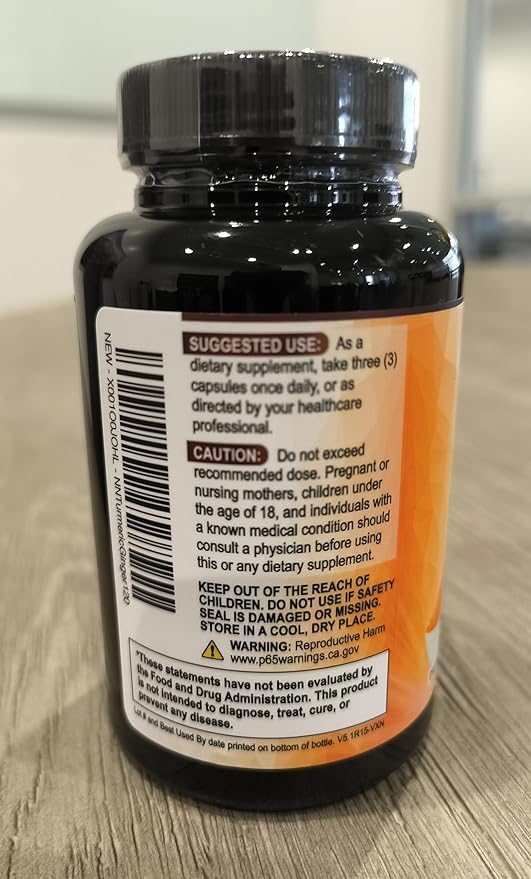 SUGGESTED USE: As a
dietary supplement, take three (3)
capsules once daily, or as
directed by your healthcare
professional.
CAUTION: Do not exceed
recommended dose. Pregnant or
nursing mothers, children under
the age of 18, and individuals with
a known medical condition should
consult a physician before using
this or any dietary supplement.
KEEP OUT OF THE REACH OF
CHILDREN. DO NOT USE IF SAFETY
SEAL IS DAMAGED OR MISSING.
STORE IN A COOL, DRY PLACE.
WARNING: Reproductive Harm
www.p65warnings.ca.gov
*These statements have not been evaluated by
the Food and Drug Administration. This product
is not intended to diagnose, treat, cure, or
prevent any disease.
Lot # and Best Used By date printed on bottom of bottle. V5.1R15-VXN
NEW - X001O6JOHL - NNTurmericGinger120